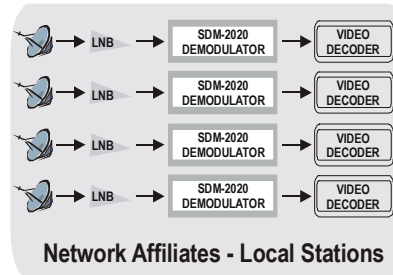 LNB
SDM-2020
DEMODULATOR
VIDEO
DECODER
LNB
SDM-2020
DEMODULATOR
VIDEO
DECODER
LNB
SDM-2020
DEMODULATOR
VIDEO
DECODER
LNB
SDM-2020
DEMODULATOR
VIDEO
DECODER
Network Affiliates - Local Stations